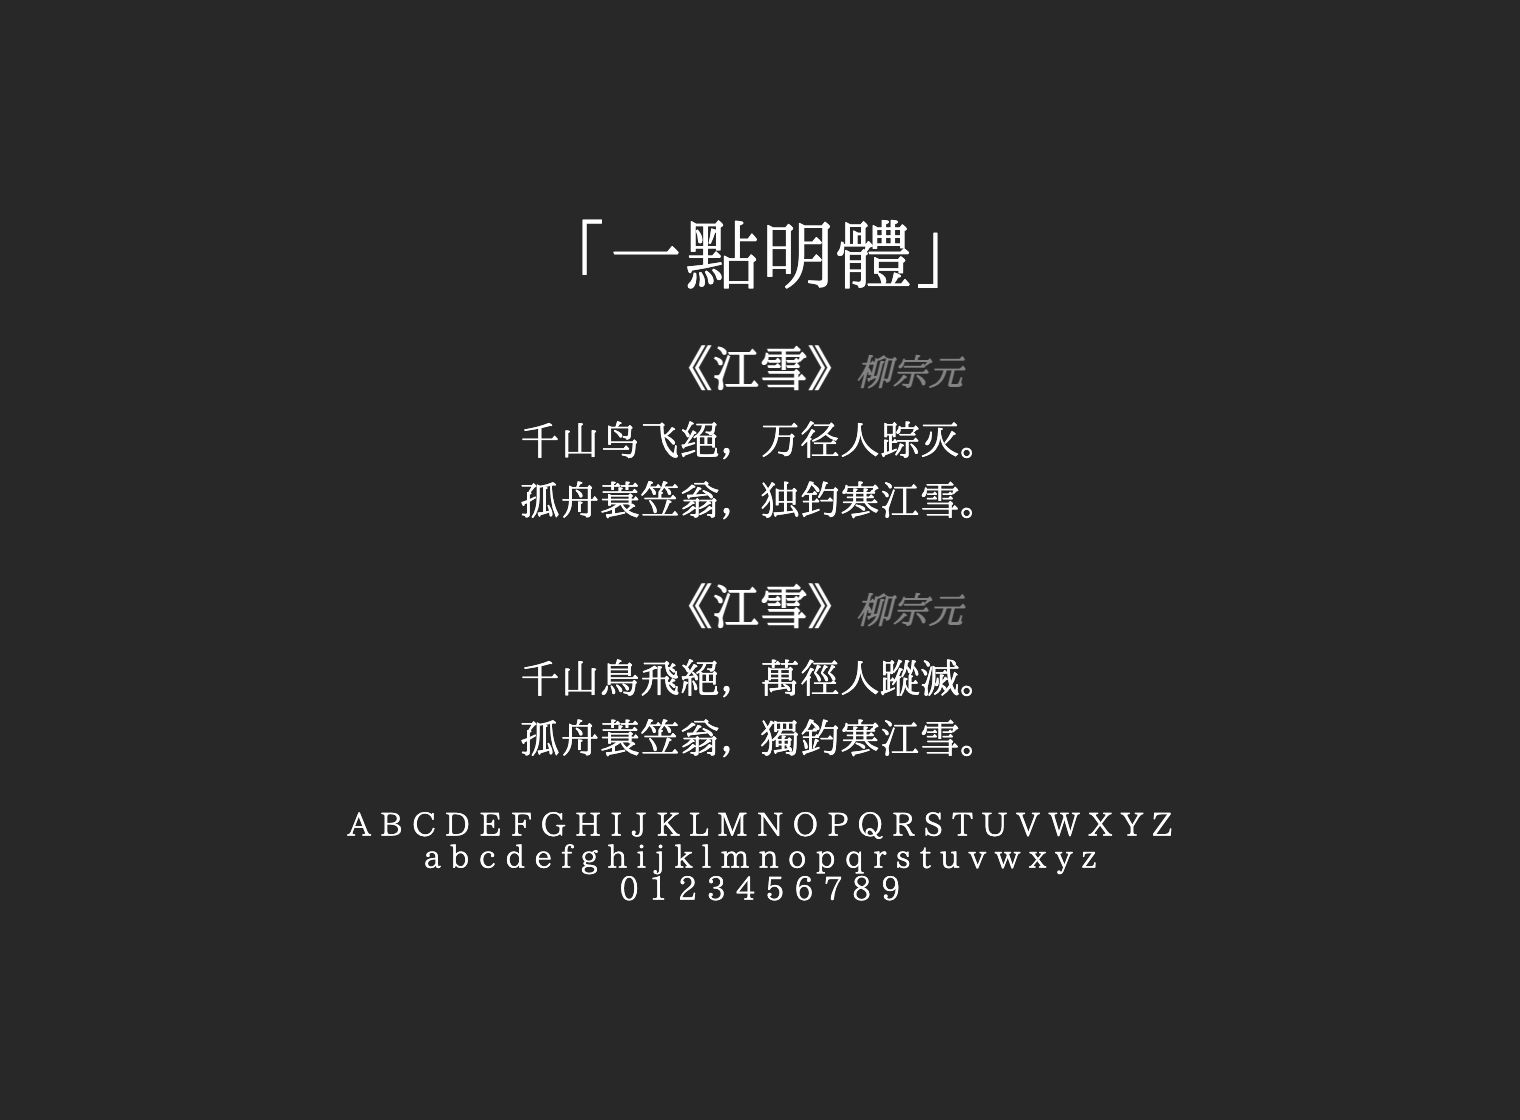 「一點明體」
《江雪》 柳宗元
千山鸟飞絕，万径人踪灭。
孤舟蓑笠翁，独釣寒江雪。
《江雪》 柳宗元
千山鳥飛絕，萬徑人蹤滅。
孤舟蓑笠翁，獨釣寒江雪。
A B C D E F G H I J K L M N O P Q R S T U V W X Y Z
a b c d e f g h i j k l m n o p q r s t u v w x y z
0 1 2 3 4 5 6 7 8 9